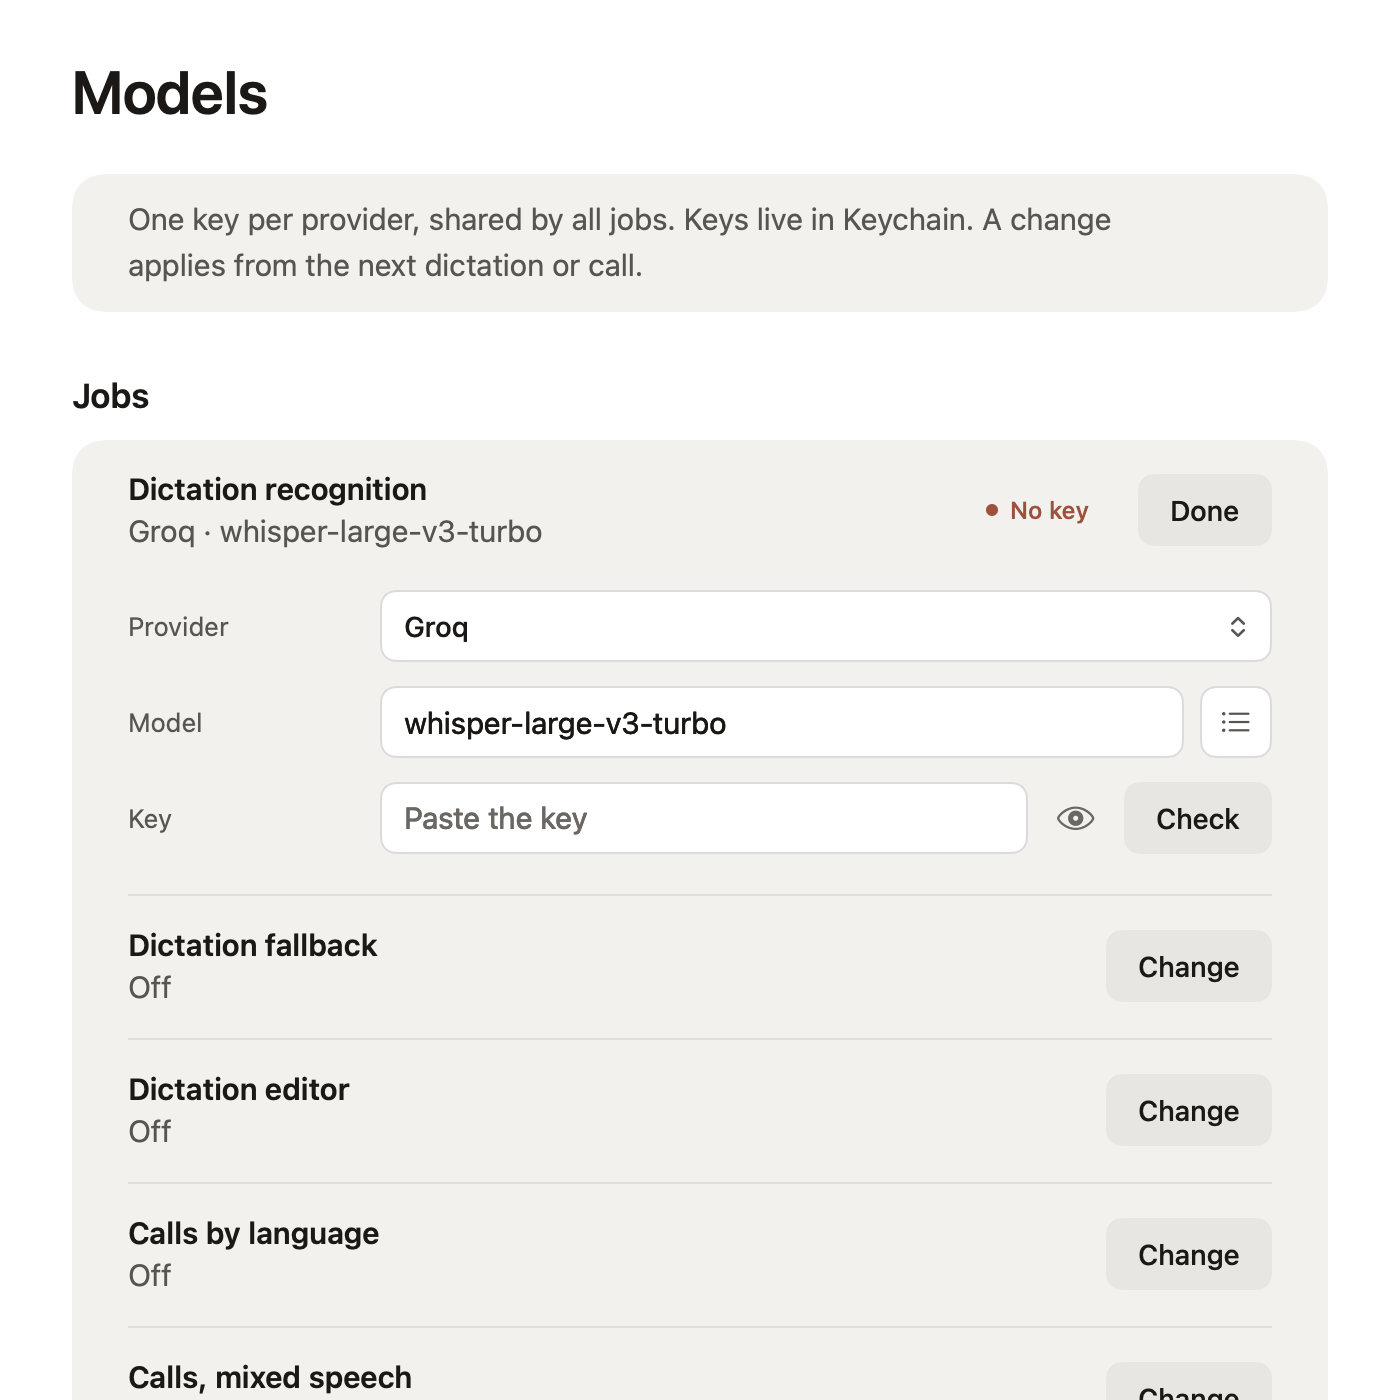 Models
One key per provider, shared by all jobs. Keys live in Keychain. A change
applies from the next dictation or call.
Jobs
Dictation recognition
Groq · whisper-large-v3-turbo
No key
Done
Provider
Groq
Model
whisper-large-v3-turbo
Key
Paste the key
Check
Dictation fallback
Off
Change
Dictation editor
Off
Change
Calls by language
Off
Change
Calls, mixed speech
Change